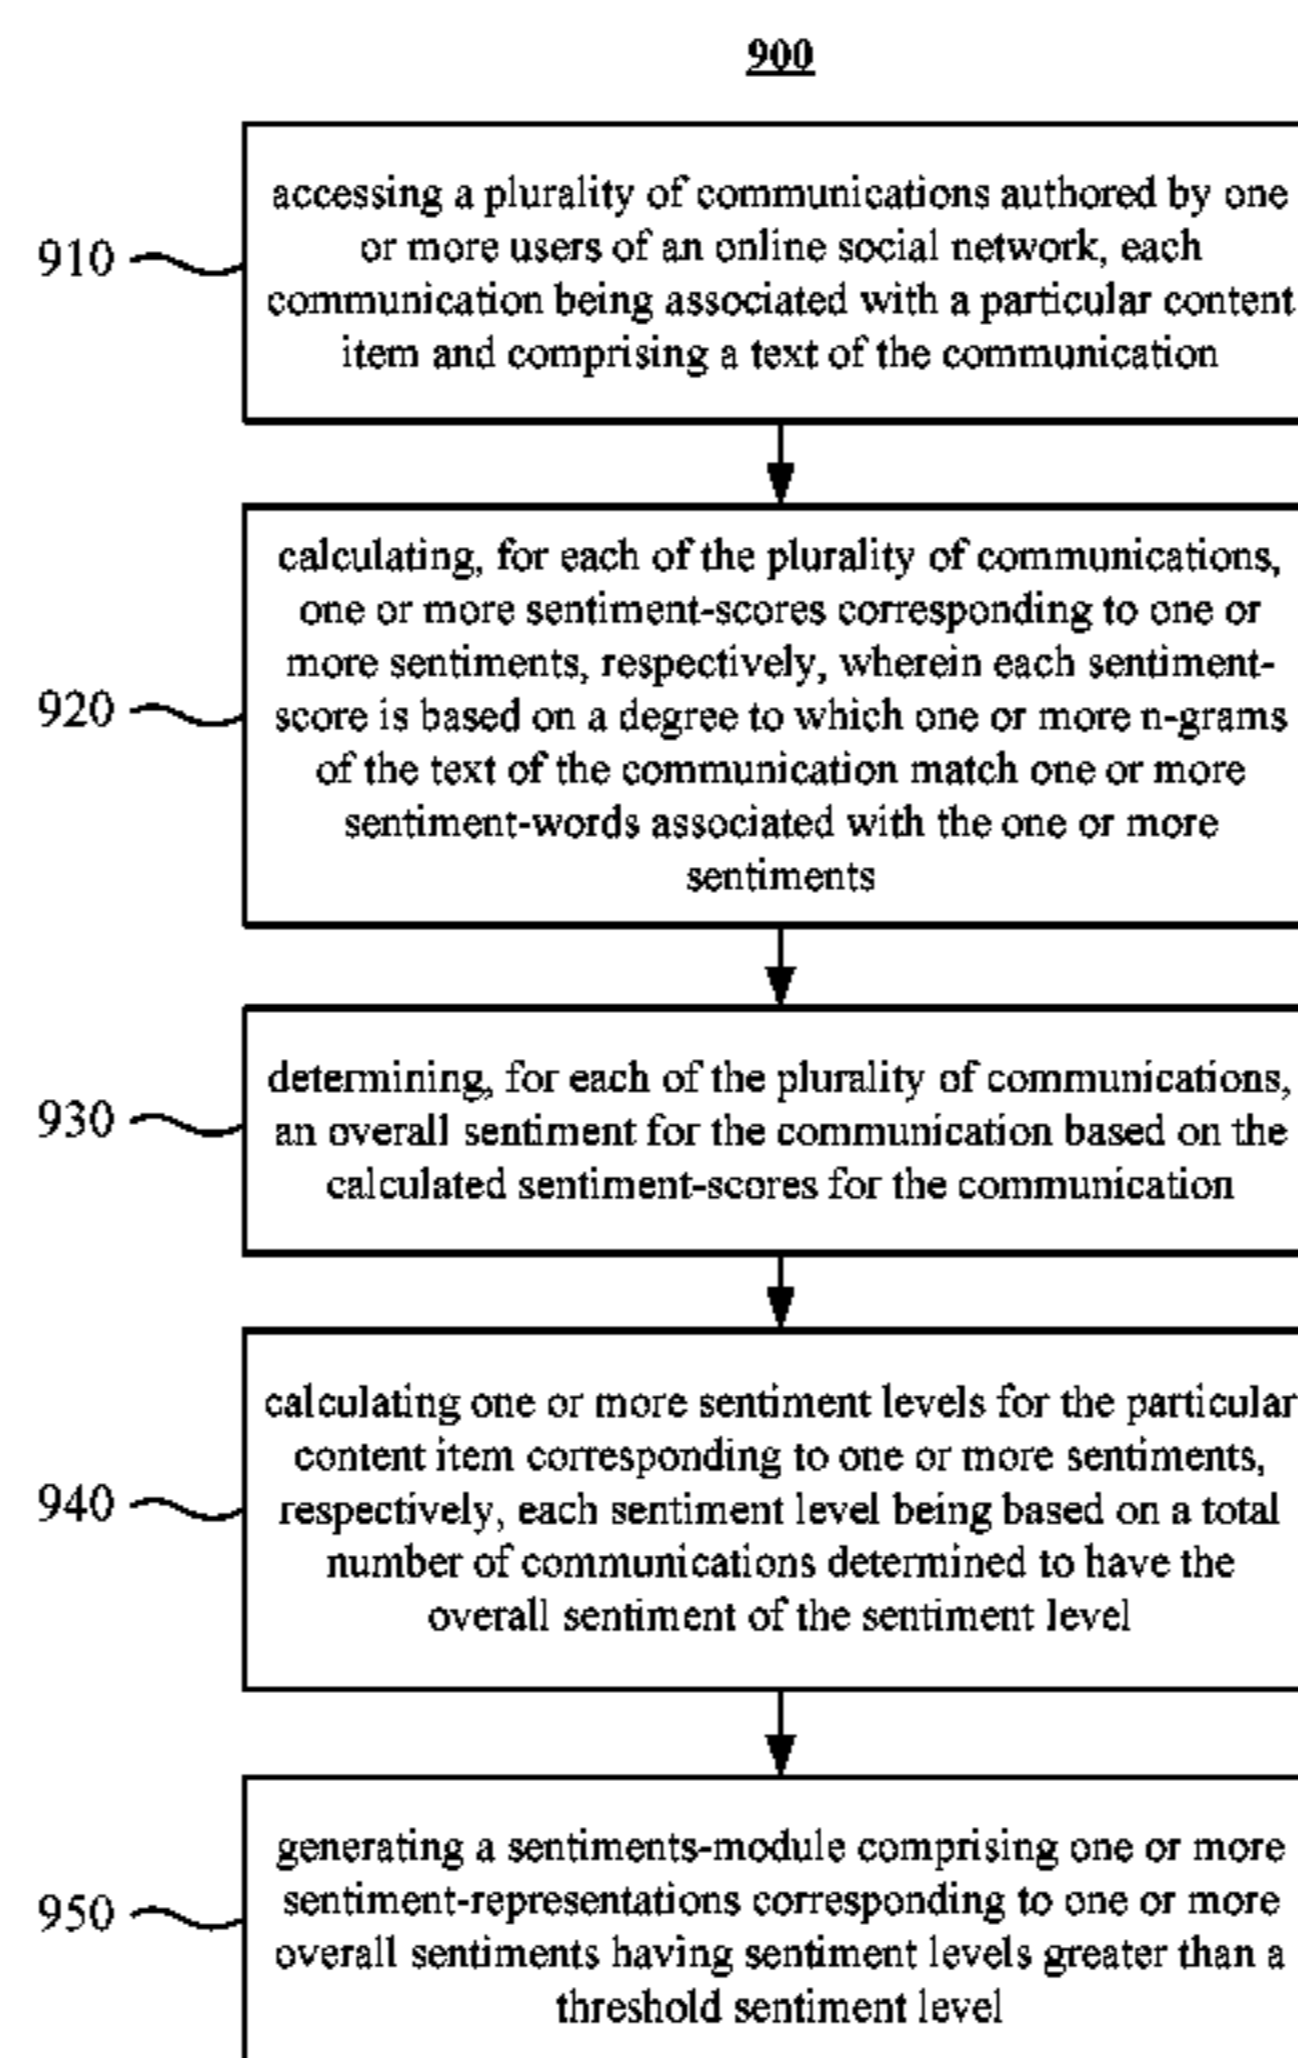 900
910
accessing a plurality of communications authored by one
or more users of an online social network, each
communication being associated with a particular content
item and comprising a text of the communication
920
calculating, for each of the plurality of communications,
one or more sentiment-scores corresponding to one or
more sentiments, respectively, wherein each sentiment-
score is based on a degree to which one or more n-grams
of the text of the communication match one or more
sentiment-words associated with the one or more
sentiments
930
determining, for each of the plurality of communications,
an overall sentiment for the communication based on the
calculated sentiment-scores for the communication
940
calculating one or more sentiment levels for the particular
content item corresponding to one or more sentiments,
respectively, each sentiment level being based on a total
number of communications determined to have the
overall sentiment of the sentiment level
950
generating a sentiments-module comprising one or more
sentiment-representations corresponding to one or more
overall sentiments having sentiment levels greater than a
threshold sentiment level